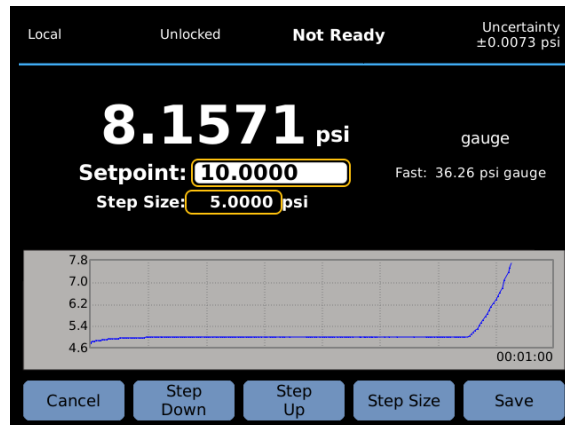 Local Unlocked Not Ready Uncertainty
±0.0073 psi
8.1571 psi gauge
Setpoint: 10.0000 Fast: 36.26 psi gauge
Step Size: 5.0000 psi
7.8
7.0
6.2
5.4
4.6
00:01:00
Cancel Step Down Step Up Step Size Save